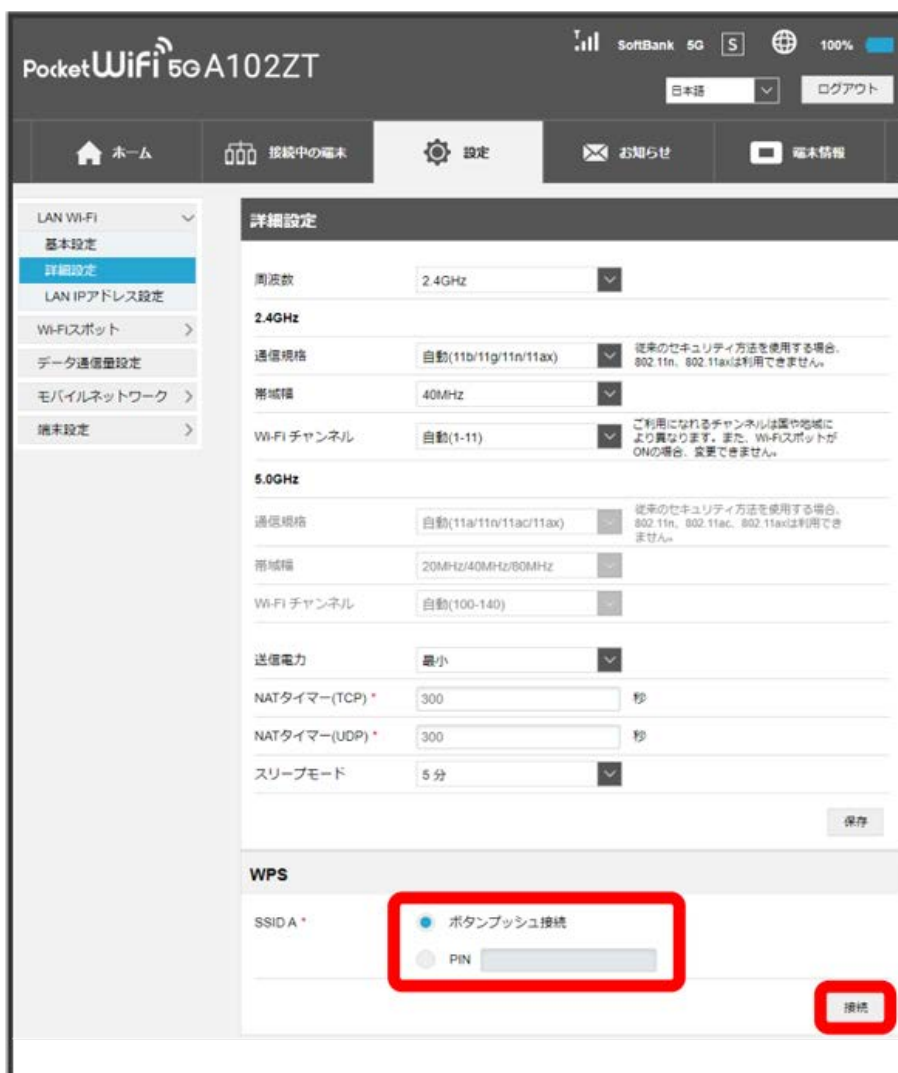 Pocket WiFi 5G A102ZT
SoftBank 5G S 100%
日本語 ログアウト
ホーム 接続中の端末 設定 お知らせ 端末情報
LAN Wi-Fi
基本設定
詳細設定
LAN IPアドレス設定
Wi-Fiスポット
データ通信量設定
モバイルネットワーク
端末設定
詳細設定
周波数 2.4GHz
2.4GHz
通信規格 自動(11b/11g/11n/11ax) 従来のセキュリティ方法を使用する場合、
802.11n、802.11axは利用できません。
帯域幅 40MHz
Wi-Fi チャンネル 自動(1-11) ご利用になれるチャンネルは国や地域に
より異なります。また、Wi-Fiスポットが
ONの場合、変更できません。
5.0GHz
通信規格 自動(11a/11n/11ac/11ax) 従来のセキュリティ方法を使用する場合、
802.11n、802.11ac、802.11axは利用でき
ません。
帯域幅 20MHz/40MHz/80MHz
Wi-Fi チャンネル 自動(100-140)
送信電力 最小
NATタイマー(TCP) * 300 秒
NATタイマー(UDP) * 300 秒
スリープモード 5 分
保存
WPS
SSID A * ボタンプッシュ接続
PIN
接続